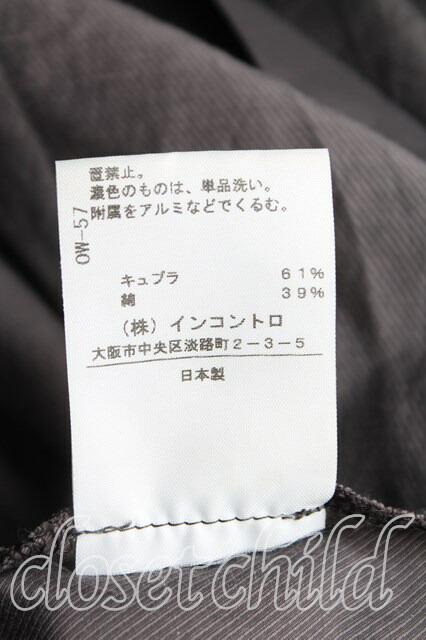 置禁止。
濃色のものは、単品洗い。
附属をアルミなどでくるむ。
OW-57
キュプラ 61%
綿 39%
(株)インコントロ
大阪市中央区淡路町2-3-5
日本製
closet child